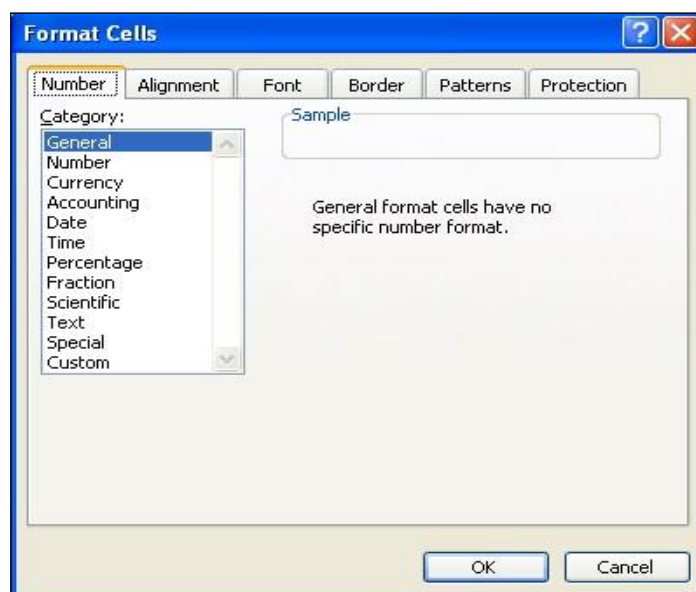 Format Cells
Number Alignment Font Border Patterns Protection
Category:
General
Number
Currency
Accounting
Date
Time
Percentage
Fraction
Scientific
Text
Special
Custom
Sample
General format cells have no
specific number format.
OK Cancel